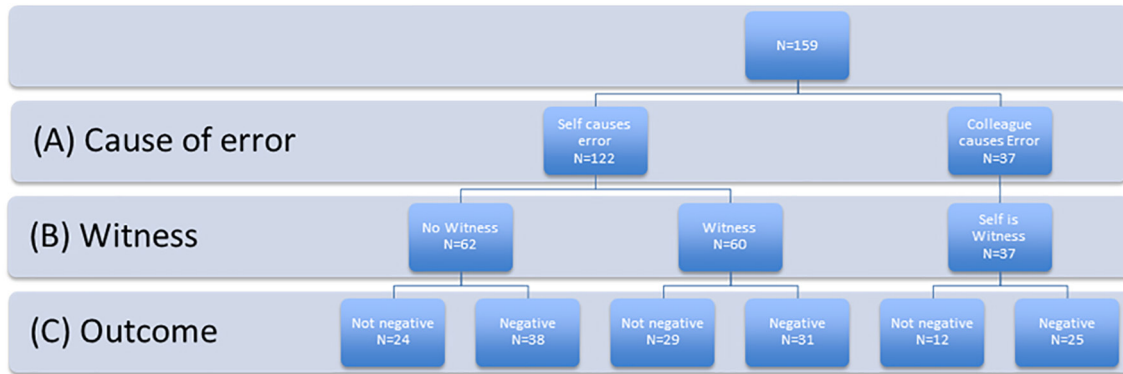 N=159
(A) Cause of error
Self causes
error
N=122
Colleague
causes Error
N=37
(B) Witness
No Witness
N=62
Witness
N=60
Self is
Witness
N=37
(C) Outcome
Not negative
N=24
Negative
N=38
Not negative
N=29
Negative
N=31
Not negative
N=12
Negative
N=25